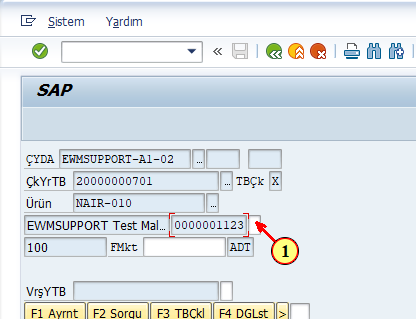 Sistem Yardım
SAP
ÇYDA EWMSUPPORT-A1-02 …
ÇkYrTB 20000000701 … TBÇk X
Ürün NAIR-010 …
EWMSUPPORT Test Mal… 0000001123
1
100 FMkt ADT
VrşYTB
F1 Ayrnt F2 Sorgu F3 TBÇkl F4 DGLst >